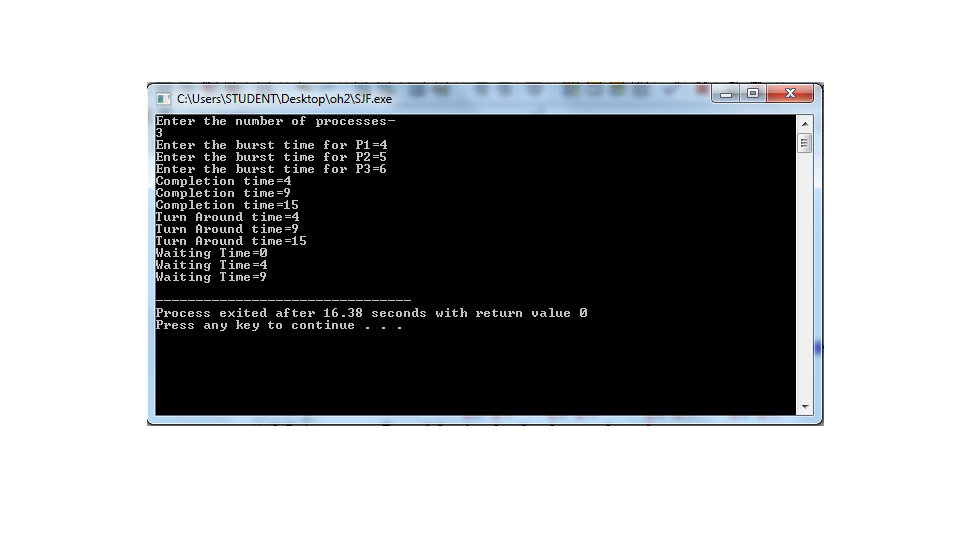 C:\Users\STUDENT\Desktop\oh2\SJF.exe
Enter the number of processes-
3
Enter the burst time for P1=4
Enter the burst time for P2=5
Enter the burst time for P3=6
Completion time=4
Completion time=9
Completion time=15
Turn Around time=4
Turn Around time=9
Turn Around time=15
Waiting Time=0
Waiting Time=4
Waiting Time=9
--------------------------------
Process exited after 16.38 seconds with return value 0
Press any key to continue . . .